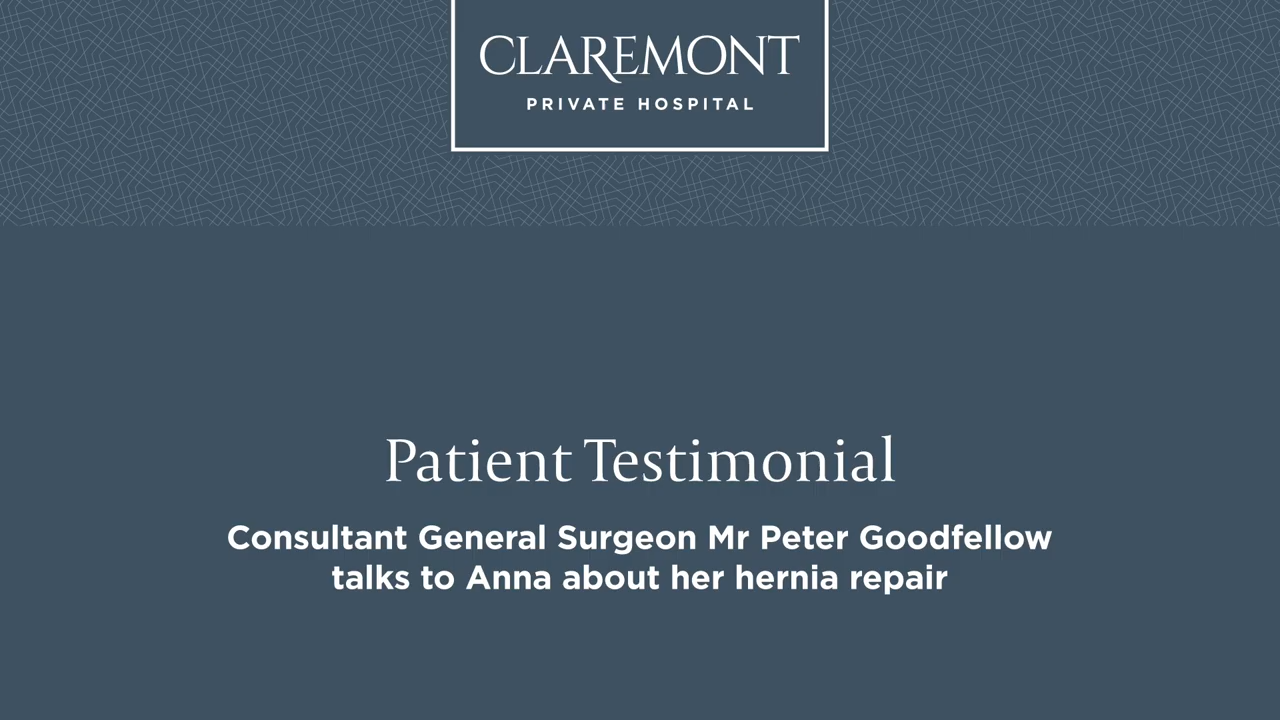 CLAREMONT
PRIVATE HOSPITAL
Patient Testimonial
Consultant General Surgeon Mr Peter Goodfellow
talks to Anna about her hernia repair